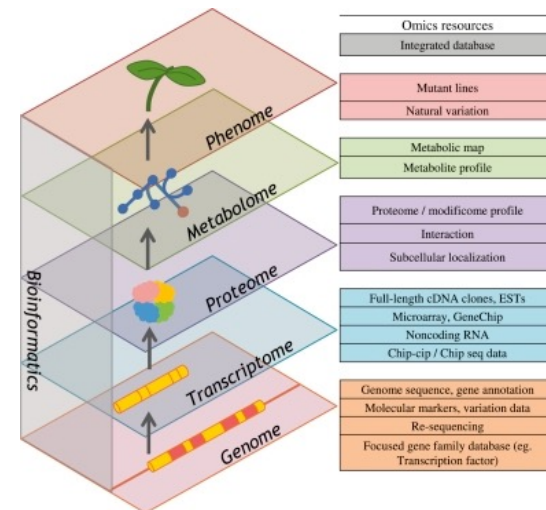 Omics resources
Integrated database
Phenome
Mutant lines
Natural variation
Metabolome
Metabolic map
Metabolite profile
Proteome
Proteome / modificome profile
Interaction
Subcellular localization
Transcriptome
Full-length cDNA clones, ESTs
Microarray, GeneChip
Noncoding RNA
Chip-cip / Chip seq data
Genome
Genome sequence, gene annotation
Molecular markers, variation data
Re-sequencing
Focused gene family database (eg.
Transcription factor)
Bioinformatics